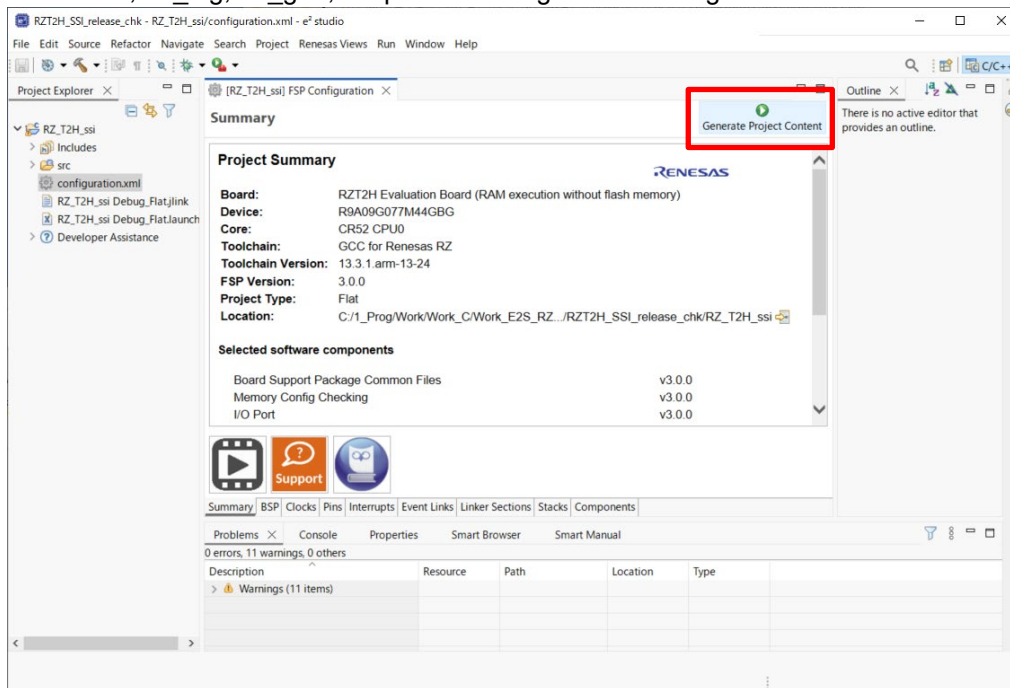 RZT2H_SSI_release_chk - RZ_T2H_ssi/configuration.xml - e² studio
File Edit Source Refactor Navigate Search Project Renesas Views Run Window Help
C/C++
Project Explorer
[RZ_T2H_ssi] FSP Configuration
Outline
RZ_T2H_ssi
Includes
src
configuration.xml
RZ_T2H_ssi Debug_Flat.jlink
RZ_T2H_ssi Debug_Flat.launch
Developer Assistance
Summary
Generate Project Content
There is no active editor that
provides an outline.
Project Summary
RENESAS
Board: RZT2H Evaluation Board (RAM execution without flash memory)
Device: R9A09G077M44GBG
Core: CR52 CPU0
Toolchain: GCC for Renesas RZ
Toolchain Version: 13.3.1.arm-13-24
FSP Version: 3.0.0
Project Type: Flat
Location: C:/1_Prog/Work/Work_C/Work_E2S_RZ.../RZT2H_SSI_release_chk/RZ_T2H_ssi
Selected software components
Board Support Package Common Files v3.0.0
Memory Config Checking v3.0.0
I/O Port v3.0.0
Support
Summary BSP Clocks Pins Interrupts Event Links Linker Sections Stacks Components
Problems Console Properties Smart Browser Smart Manual
0 errors, 11 warnings, 0 others
Description Resource Path Location Type
Warnings (11 items)